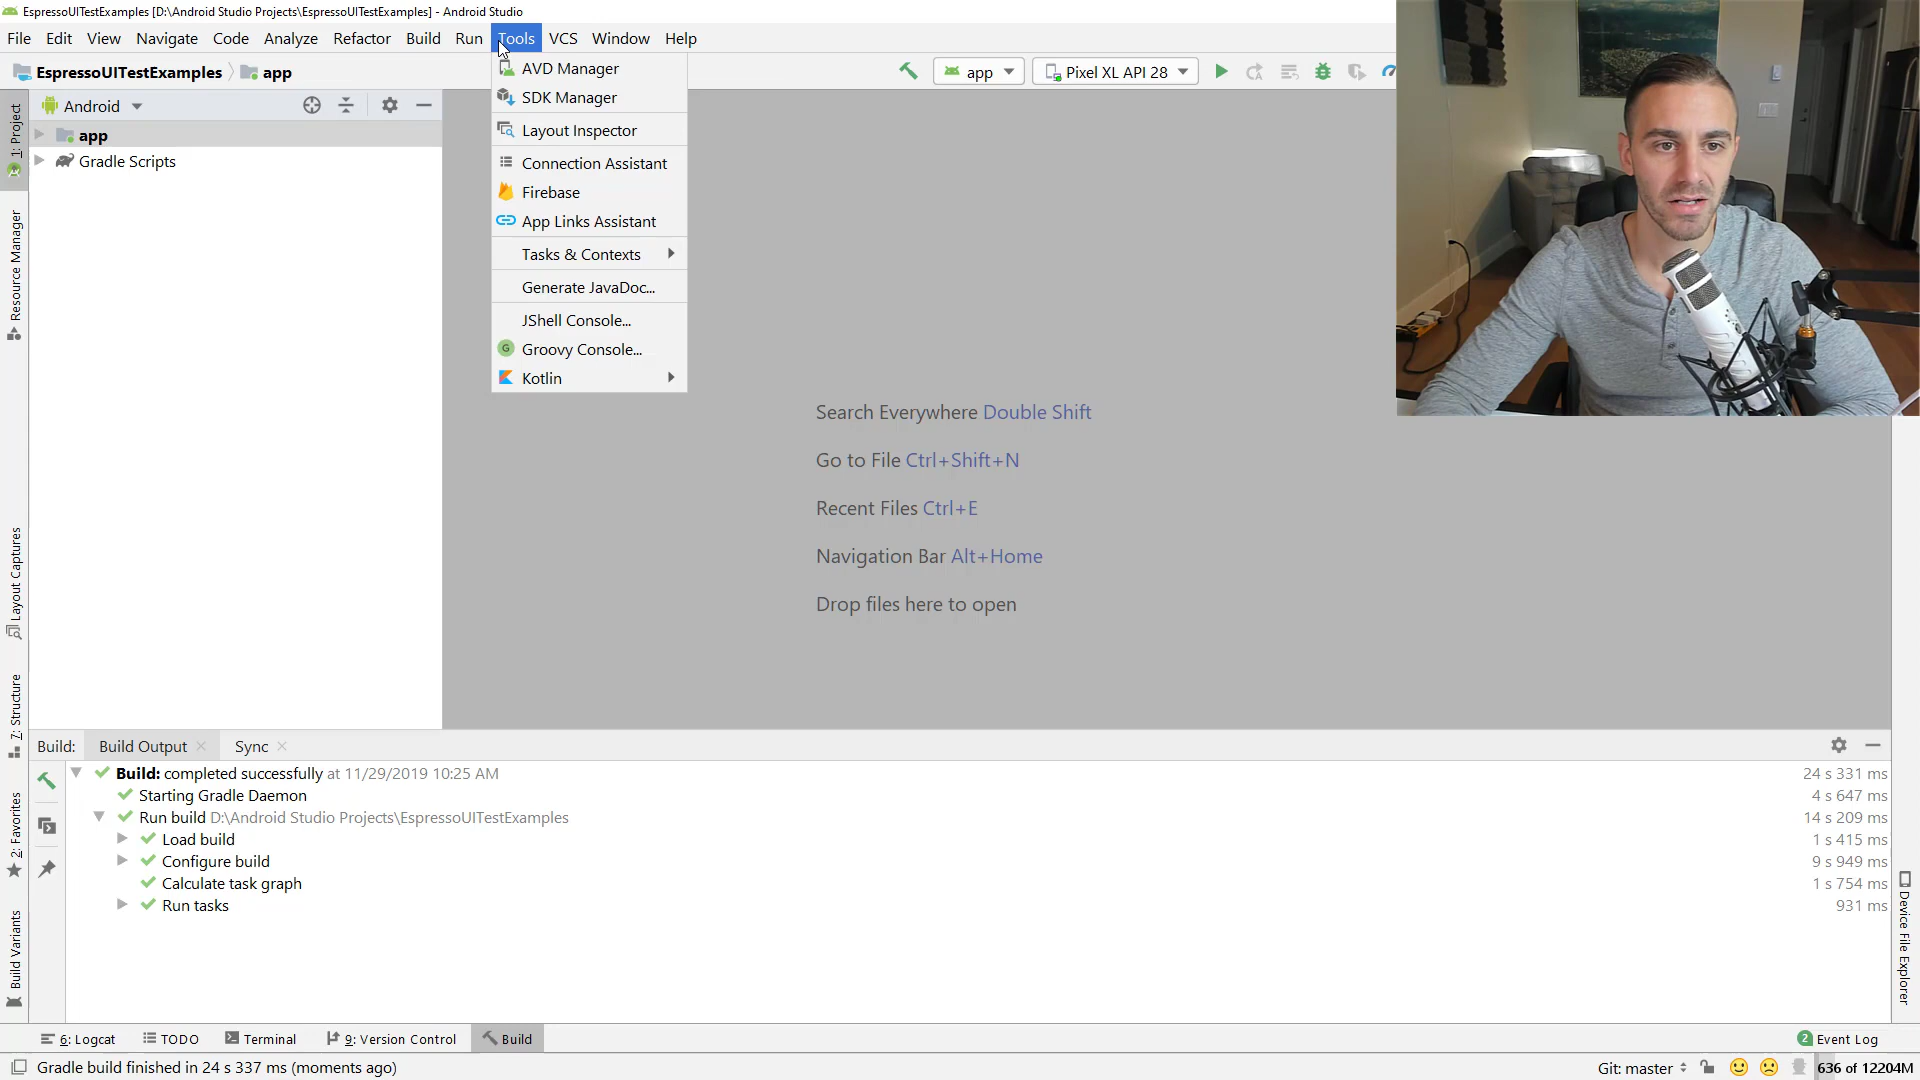 EspressoUITestExamples [D:\Android Studio Projects\EspressoUITestExamples] - Android Studio
File Edit View Navigate Code Analyze Refactor Build Run Tools VCS Window Help
EspressoUITestExamples app
app Pixel XL API 28
Android
app
Gradle Scripts
AVD Manager
SDK Manager
Layout Inspector
Connection Assistant
Firebase
App Links Assistant
Tasks & Contexts
Generate JavaDoc...
JShell Console...
G Groovy Console...
Kotlin
Search Everywhere Double Shift
Go to File Ctrl+Shift+N
Recent Files Ctrl+E
Navigation Bar Alt+Home
Drop files here to open
1: Project
Resource Manager
Layout Captures
7: Structure
2: Favorites
Build Variants
Device File Explorer
Build: Build Output Sync
Build: completed successfully at 11/29/2019 10:25 AM 24 s 331 ms
Starting Gradle Daemon 4 s 647 ms
Run build D:\Android Studio Projects\EspressoUITestExamples 14 s 209 ms
Load build 1 s 415 ms
Configure build 9 s 949 ms
Calculate task graph 1 s 754 ms
Run tasks 931 ms
6: Logcat TODO Terminal 9: Version Control Build 2 Event Log
Gradle build finished in 24 s 337 ms (moments ago) Git: master 636 of 12204M